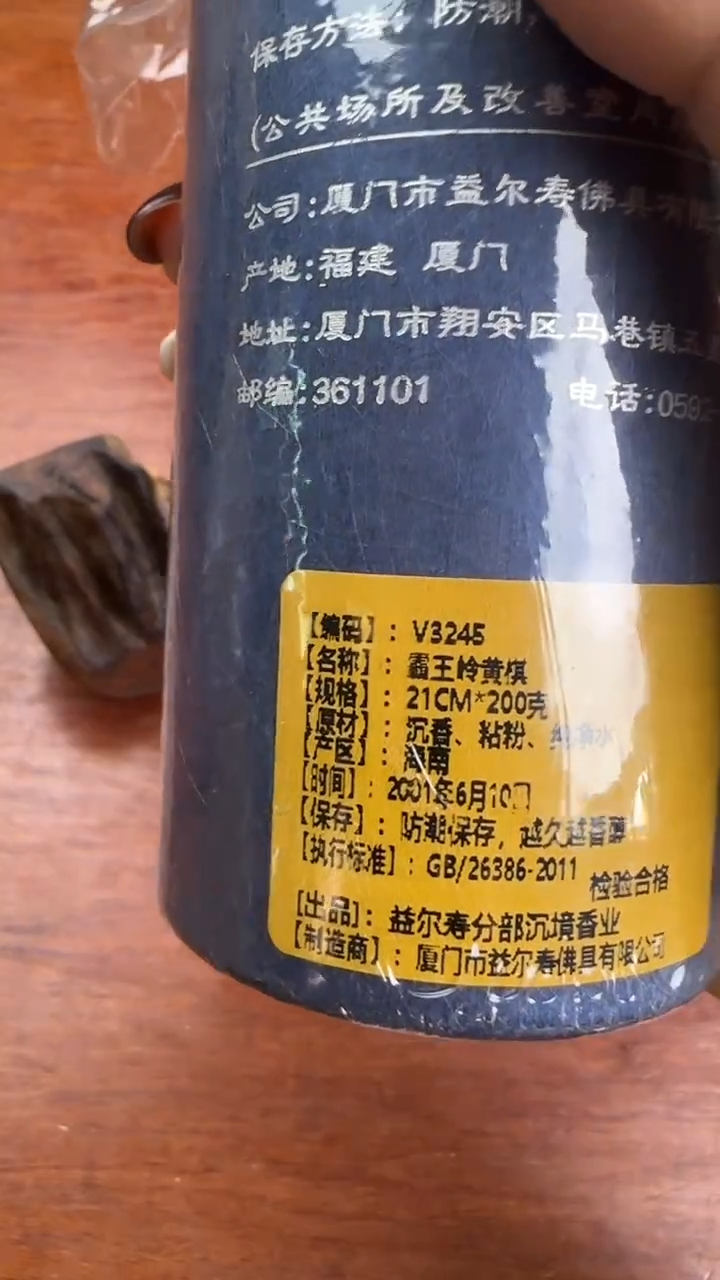 保存方法：防潮,
(公共场所及改善室
公司:厦门市益尔寿佛具有限
产地:福建 厦门
地址:厦门市翔安区马巷镇五
邮编:361101 电话:0592
【编码】：V3245
【名称】：霸王岭黄棋
【规格】：21CM*200克
【原材】：沉香、粘粉、纯净水
【产区】：海南
【时间】：2001年6月10日
【保存】：防潮保存，越久越香醇
【执行标准】：GB/26386-2011
检验合格
【出品】：益尔寿分部沉境香业
【制造商】：厦门市益尔寿佛具有限公司